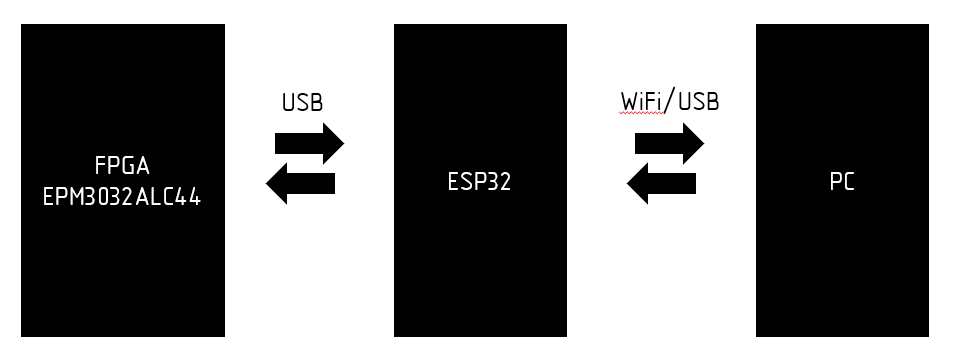 USB
WiFi/USB
FPGA
EPM3032ALC44
ESP32
PC